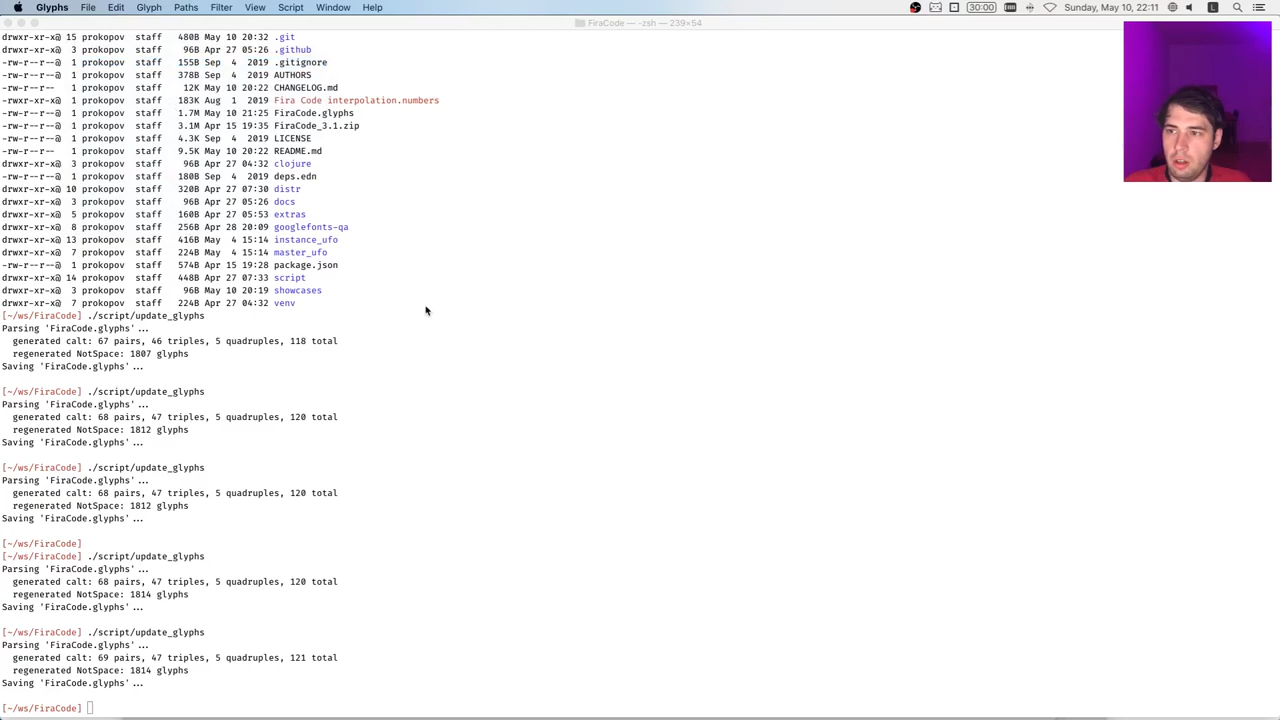 Glyphs File Edit Glyph Paths Filter View Script Window Help 30:00 Sunday, May 10, 22:11
FiraCode — -zsh — 239×54
drwxr-xr-x@ 15 prokopov staff 480B May 10 20:32 .git
drwxr-xr-x@ 3 prokopov staff 96B Apr 27 05:26 .github
-rw-r--r--@ 1 prokopov staff 155B Sep 4 2019 .gitignore
-rw-r--r--@ 1 prokopov staff 378B Sep 4 2019 AUTHORS
-rw-r--r-- 1 prokopov staff 12K May 10 20:22 CHANGELOG.md
-rwxr-xr-x@ 1 prokopov staff 183K Aug 1 2019 Fira Code interpolation.numbers
-rw-r--r--@ 1 prokopov staff 1.7M May 10 21:25 FiraCode.glyphs
-rw-r--r--@ 1 prokopov staff 3.1M Apr 15 19:35 FiraCode_3.1.zip
-rw-r--r--@ 1 prokopov staff 4.3K Sep 4 2019 LICENSE
-rw-r--r-- 1 prokopov staff 9.5K May 10 20:22 README.md
drwxr-xr-x@ 3 prokopov staff 96B Apr 27 04:32 clojure
-rw-r--r--@ 1 prokopov staff 180B Sep 4 2019 deps.edn
drwxr-xr-x@ 10 prokopov staff 320B Apr 27 07:30 distr
drwxr-xr-x@ 3 prokopov staff 96B Apr 27 05:26 docs
drwxr-xr-x@ 5 prokopov staff 160B Apr 27 05:53 extras
drwxr-xr-x@ 8 prokopov staff 256B Apr 28 20:09 googlefonts-qa
drwxr-xr-x@ 13 prokopov staff 416B May 4 15:14 instance_ufo
drwxr-xr-x@ 7 prokopov staff 224B May 4 15:14 master_ufo
-rw-r--r--@ 1 prokopov staff 574B Apr 15 19:28 package.json
drwxr-xr-x@ 14 prokopov staff 448B Apr 27 07:33 script
drwxr-xr-x@ 3 prokopov staff 96B May 10 20:19 showcases
drwxr-xr-x@ 7 prokopov staff 224B Apr 27 04:32 venv
[~/ws/FiraCode] ./script/update_glyphs
Parsing 'FiraCode.glyphs'...
generated calt: 67 pairs, 46 triples, 5 quadruples, 118 total
regenerated NotSpace: 1807 glyphs
Saving 'FiraCode.glyphs'...
[~/ws/FiraCode] ./script/update_glyphs
Parsing 'FiraCode.glyphs'...
generated calt: 68 pairs, 47 triples, 5 quadruples, 120 total
regenerated NotSpace: 1812 glyphs
Saving 'FiraCode.glyphs'...
[~/ws/FiraCode] ./script/update_glyphs
Parsing 'FiraCode.glyphs'...
generated calt: 68 pairs, 47 triples, 5 quadruples, 120 total
regenerated NotSpace: 1812 glyphs
Saving 'FiraCode.glyphs'...
[~/ws/FiraCode]
[~/ws/FiraCode] ./script/update_glyphs
Parsing 'FiraCode.glyphs'...
generated calt: 68 pairs, 47 triples, 5 quadruples, 120 total
regenerated NotSpace: 1814 glyphs
Saving 'FiraCode.glyphs'...
[~/ws/FiraCode] ./script/update_glyphs
Parsing 'FiraCode.glyphs'...
generated calt: 69 pairs, 47 triples, 5 quadruples, 121 total
regenerated NotSpace: 1814 glyphs
Saving 'FiraCode.glyphs'...
[~/ws/FiraCode]